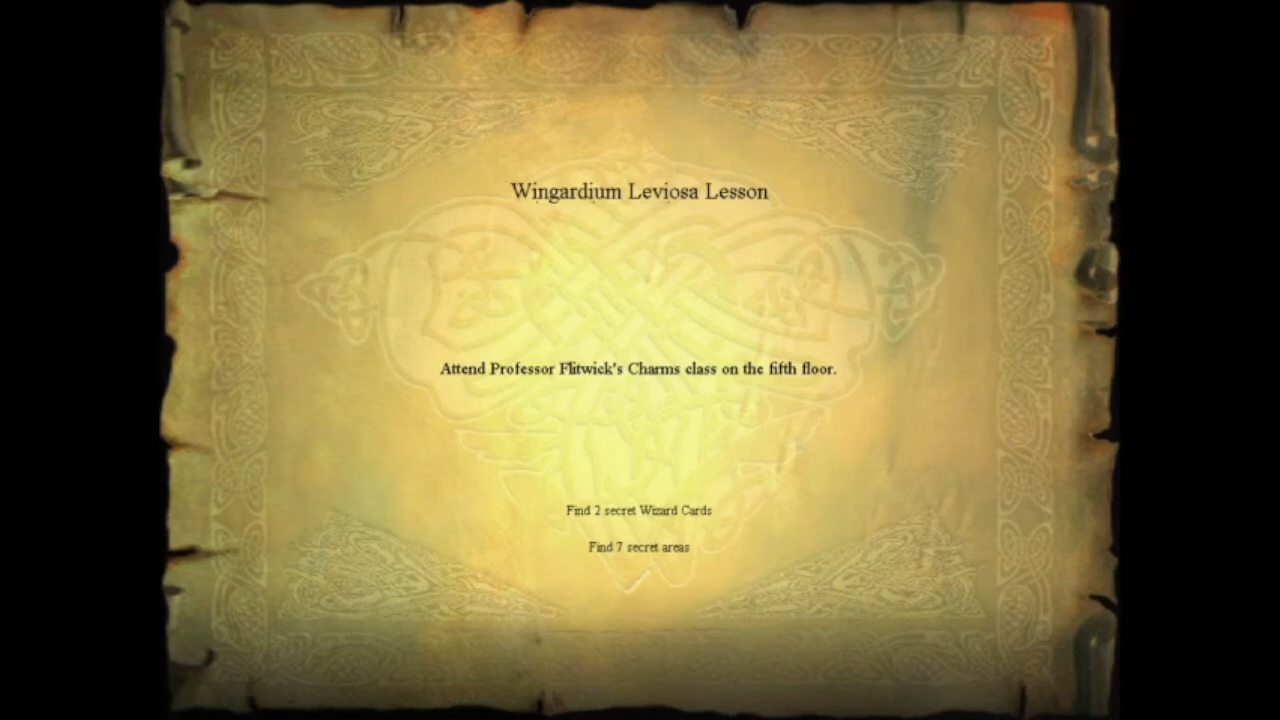 Wingardium Leviosa Lesson
Attend Professor Flitwick's Charms class on the fifth floor.
Find 2 secret Wizard Cards
Find 7 secret areas